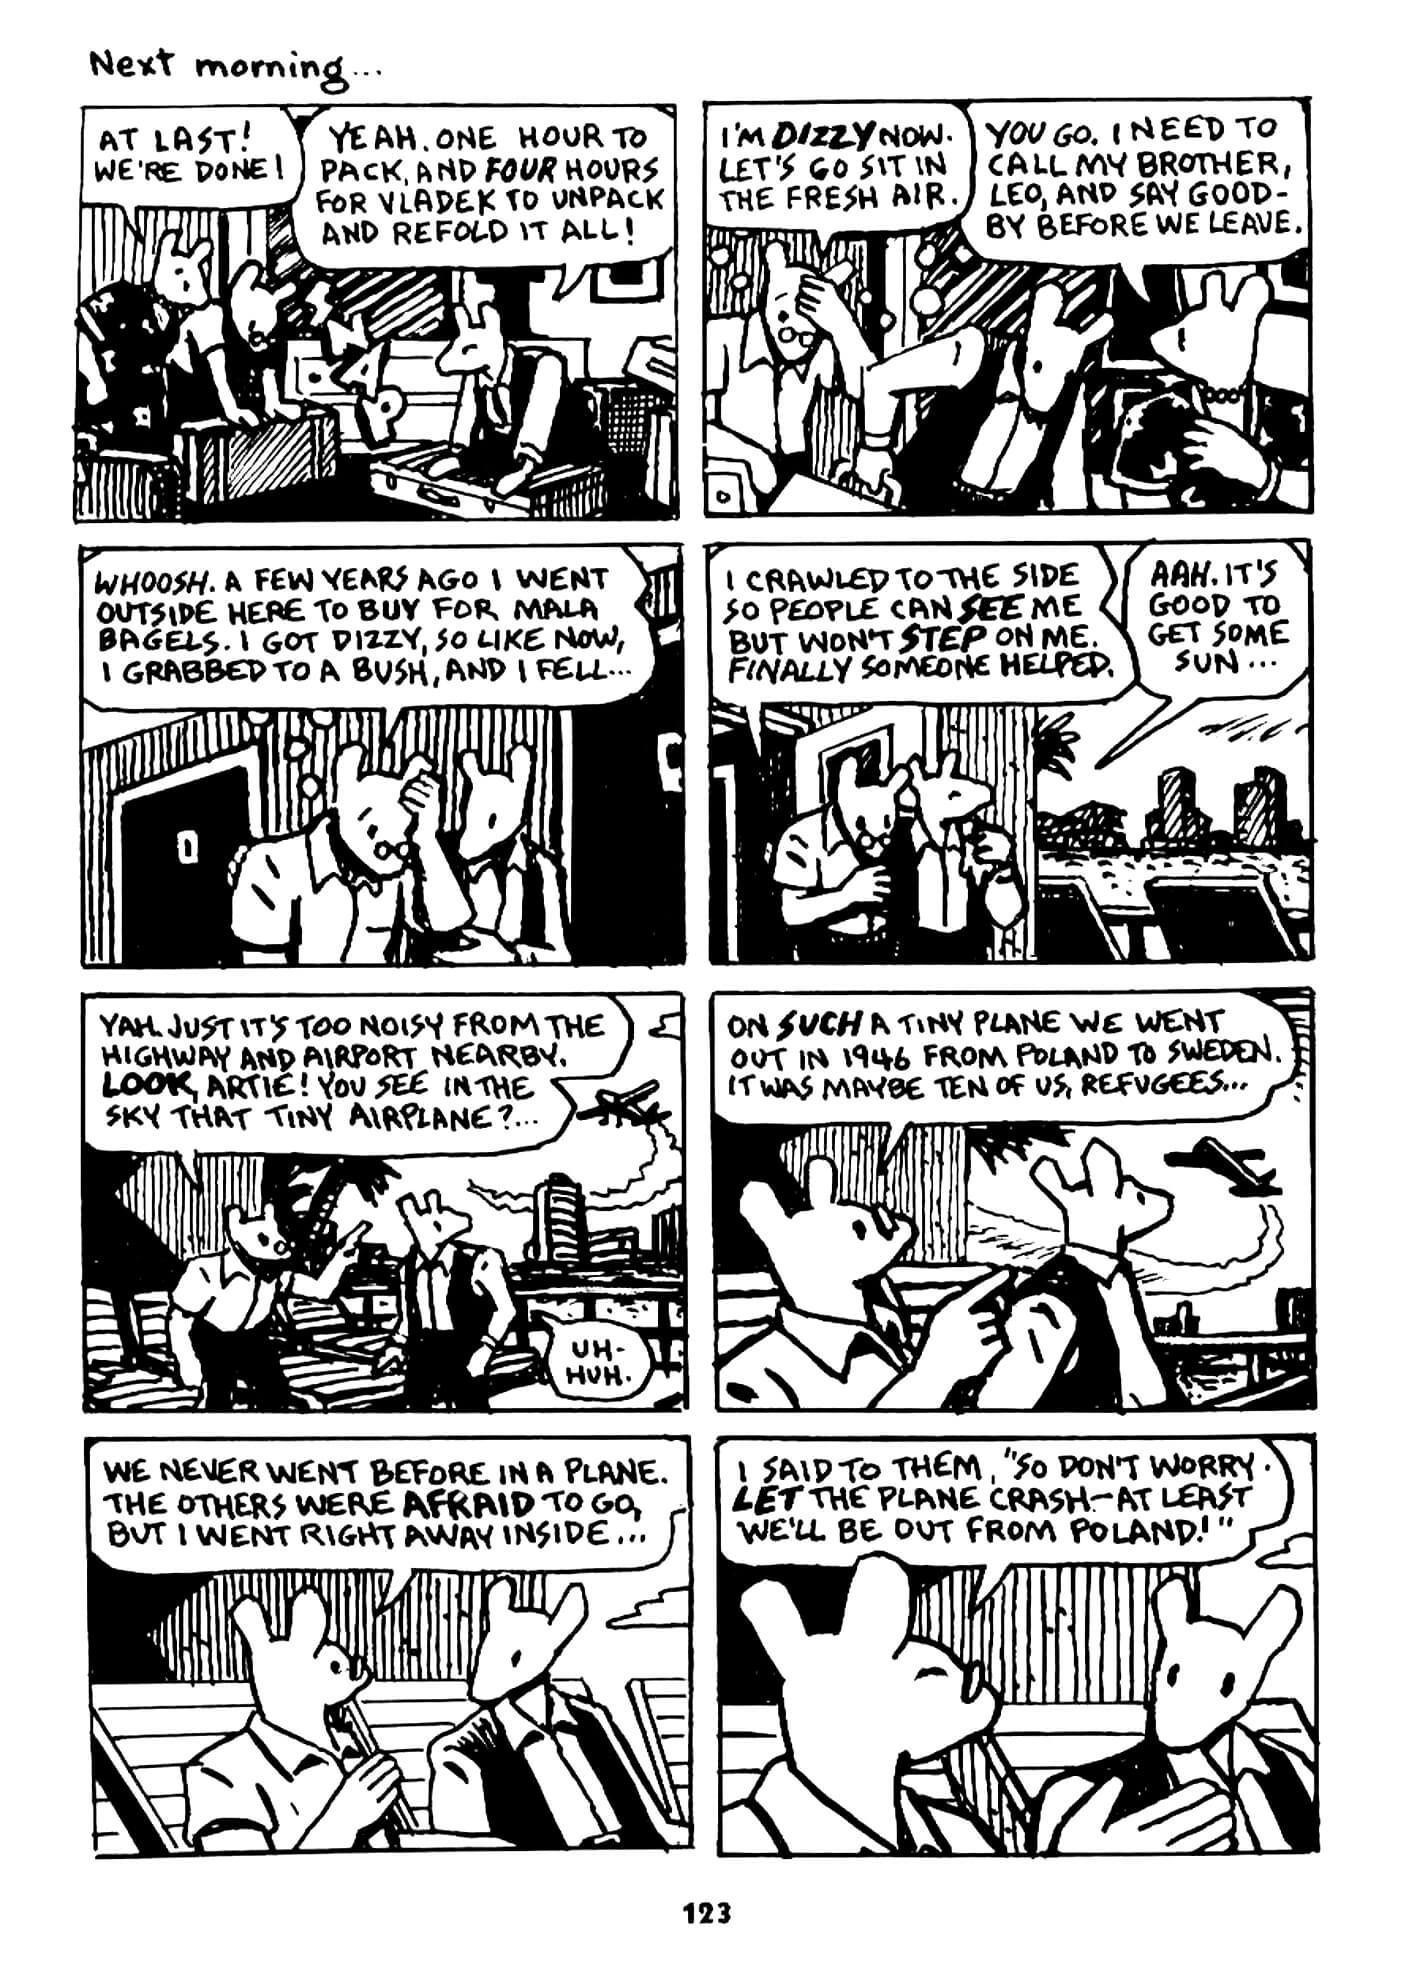 Next morning...
AT LAST!
WE'RE DONE!
YEAH. ONE HOUR TO
PACK, AND FOUR HOURS
FOR VLADEK TO UNPACK
AND REFOLD IT ALL!
ZAP
I'M DIZZY NOW.
LET'S GO SIT IN
THE FRESH AIR.
YOU GO. I NEED TO
CALL MY BROTHER,
LEO, AND SAY GOOD-
BY BEFORE WE LEAVE.
WHOOSH. A FEW YEARS AGO I WENT
OUTSIDE HERE TO BUY FOR MALA
BAGELS. I GOT DIZZY, SO LIKE NOW,
I GRABBED TO A BUSH, AND I FELL...
I CRAWLED TO THE SIDE
SO PEOPLE CAN SEE ME
BUT WON'T STEP ON ME.
FINALLY SOMEONE HELPED.
AAH. IT'S
GOOD TO
GET SOME
SUN...
YAH. JUST IT'S TOO NOISY FROM THE
HIGHWAY AND AIRPORT NEARBY.
LOOK, ARTIE! YOU SEE IN THE
SKY THAT TINY AIRPLANE?...
UH-
HUH.
ON SUCH A TINY PLANE WE WENT
OUT IN 1946 FROM POLAND TO SWEDEN.
IT WAS MAYBE TEN OF US, REFUGEES...
WE NEVER WENT BEFORE IN A PLANE.
THE OTHERS WERE AFRAID TO GO,
BUT I WENT RIGHT AWAY INSIDE...
I SAID TO THEM, "SO DON'T WORRY.
LET THE PLANE CRASH—AT LEAST
WE'LL BE OUT FROM POLAND!"
123